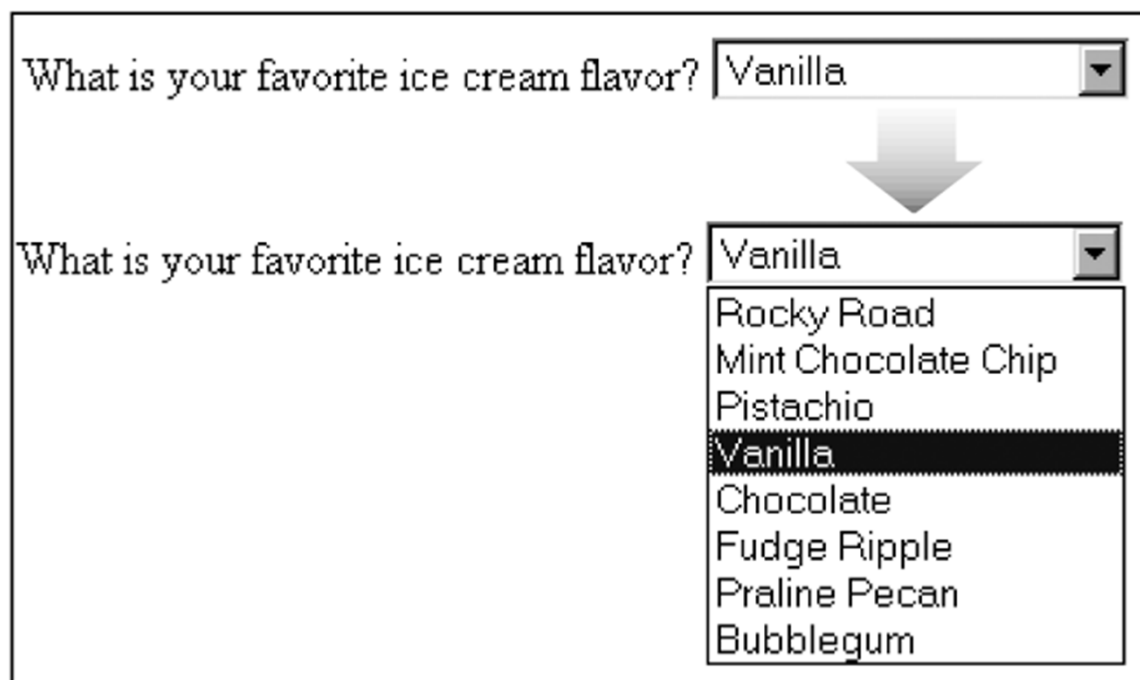 What is your favorite ice cream flavor? Vanilla
What is your favorite ice cream flavor? Vanilla
Rocky Road
Mint Chocolate Chip
Pistachio
Vanilla
Chocolate
Fudge Ripple
Praline Pecan
Bubblegum